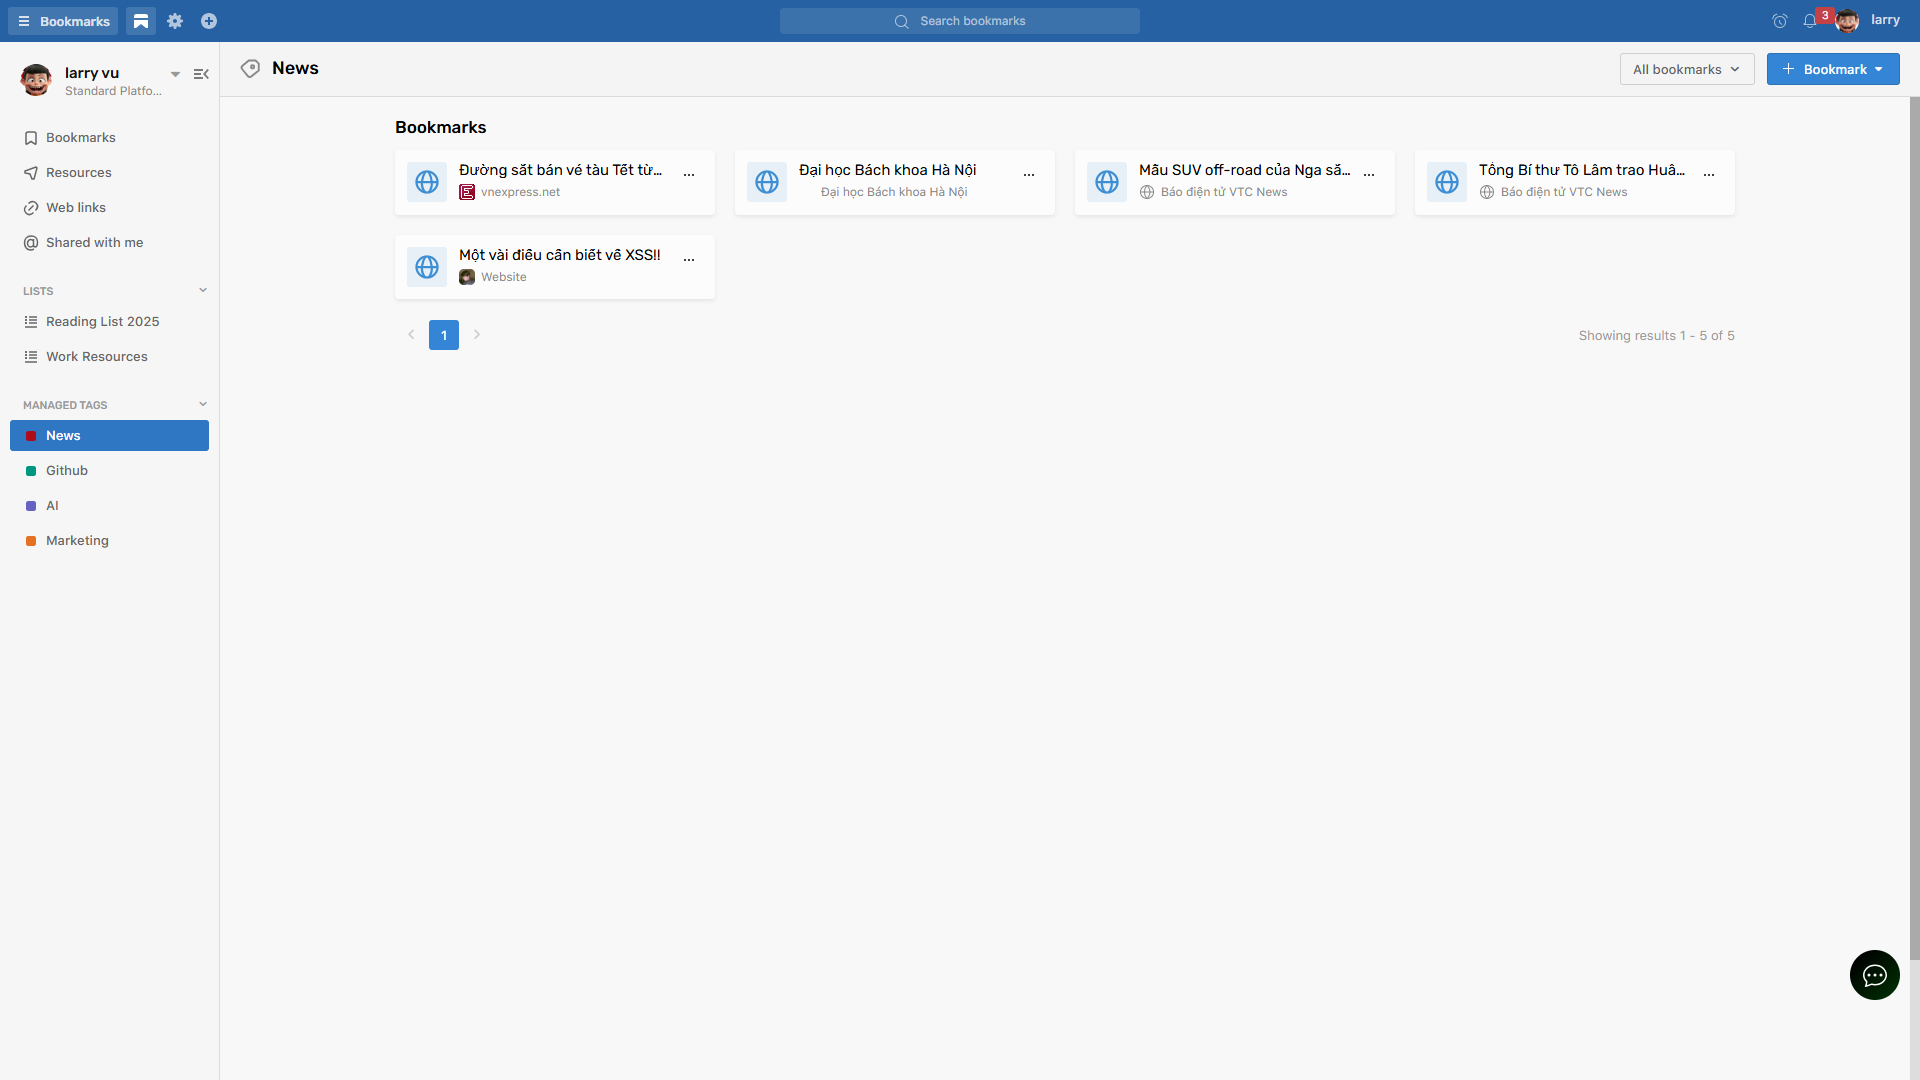 Bookmarks
Search bookmarks
3
larry
larry vu
Standard Platfo...
Bookmarks
Resources
Web links
Shared with me
LISTS
Reading List 2025
Work Resources
MANAGED TAGS
News
Github
AI
Marketing
News
All bookmarks
Bookmark
Bookmarks
Đường sắt bán vé tàu Tết từ...
vnexpress.net
Đại học Bách khoa Hà Nội
Đại học Bách khoa Hà Nội
Mẫu SUV off-road của Nga sắ...
Báo điện tử VTC News
Tổng Bí thư Tô Lâm trao Huâ...
Báo điện tử VTC News
Một vài điều cần biết về XSS!!
Website
1
Showing results 1 - 5 of 5